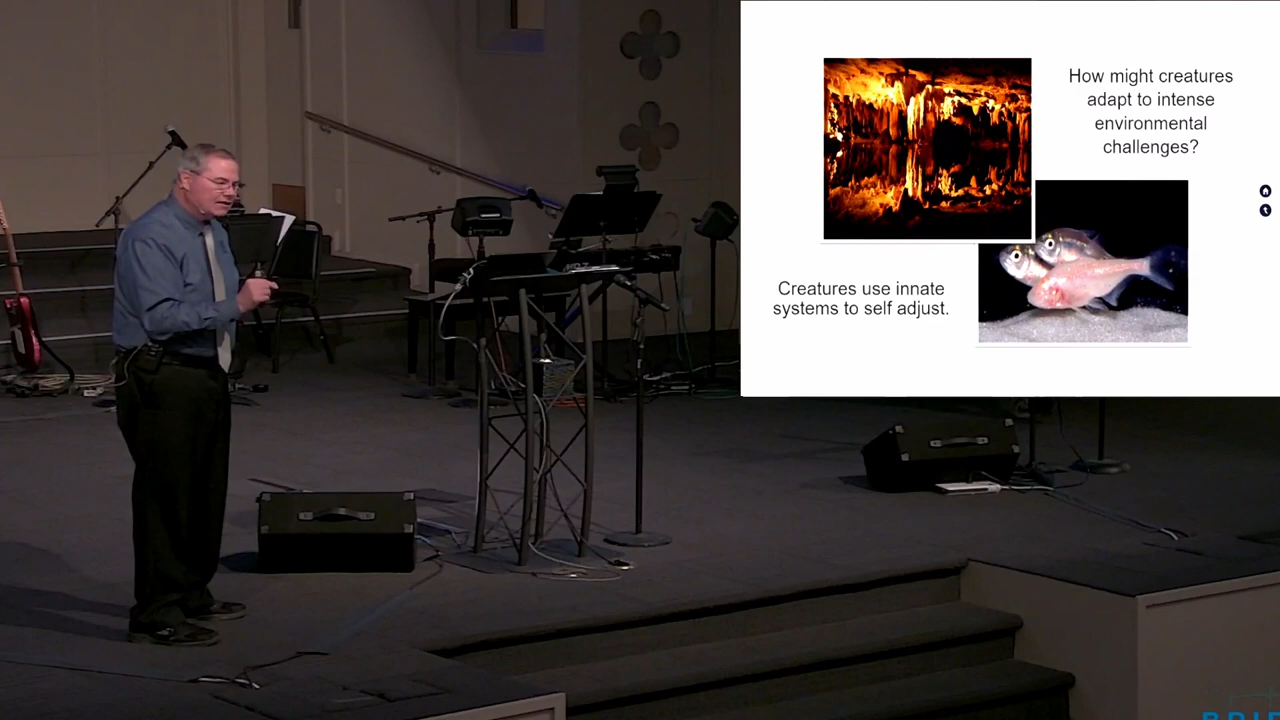 How might creatures
adapt to intense
environmental
challenges?
Creatures use innate
systems to self adjust.